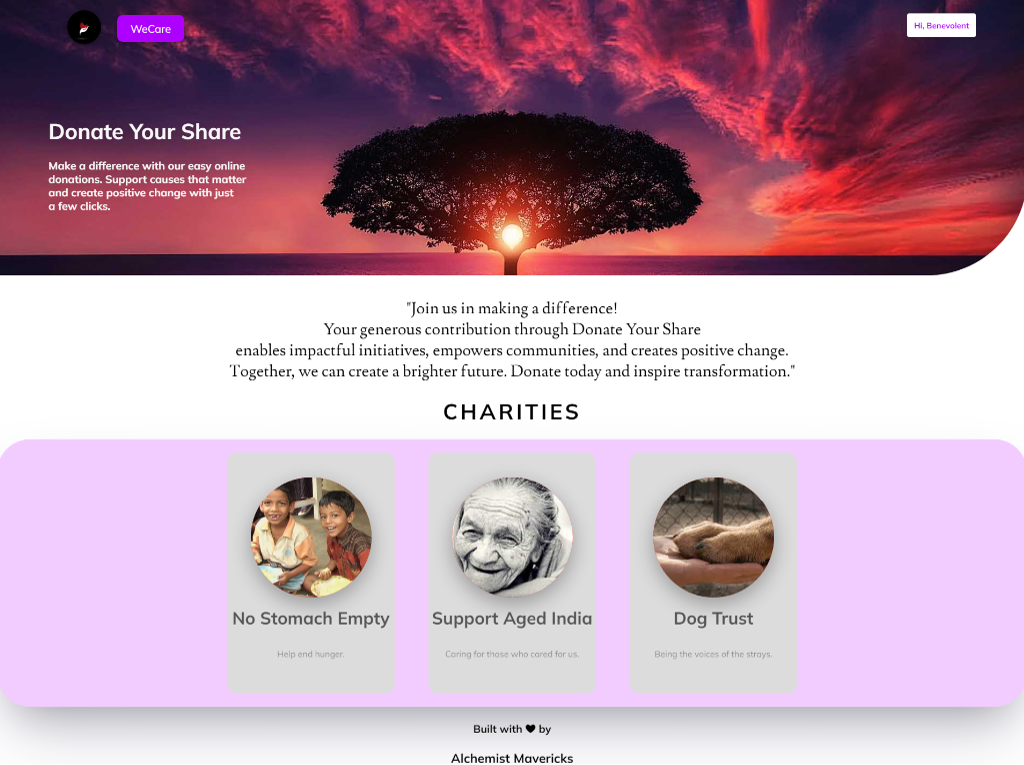 WeCare
Hi, Benevolent
Donate Your Share
Make a difference with our easy online
donations. Support causes that matter
and create positive change with just
a few clicks.
"Join us in making a difference!
Your generous contribution through Donate Your Share
enables impactful initiatives, empowers communities, and creates positive change.
Together, we can create a brighter future. Donate today and inspire transformation."
CHARITIES
No Stomach Empty
Support Aged India
Dog Trust
Help end hunger.
Caring for those who cared for us.
Being the voices of the strays.
Built with ♥ by
Alchemist Mavericks